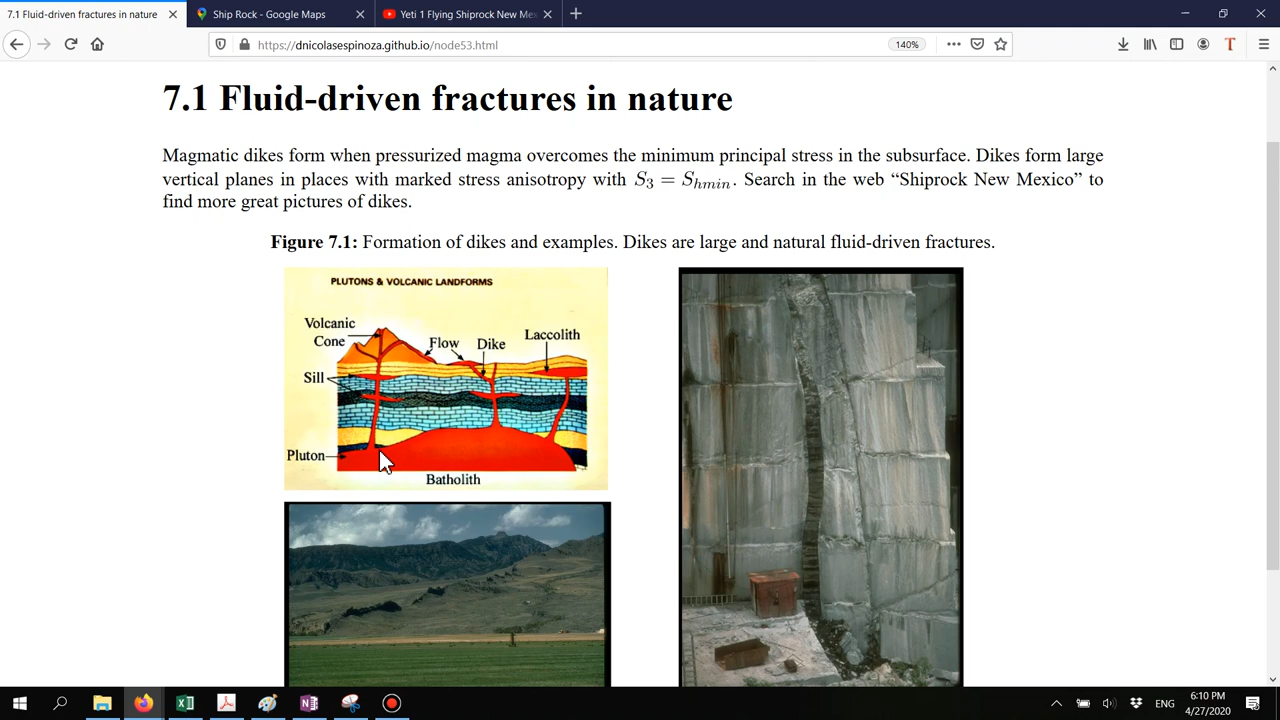 7.1 Fluid-driven fractures in nature
Ship Rock - Google Maps
Yeti 1 Flying Shiprock New Mex
https://dnicolasespinoza.github.io/node53.html
140%
T
7.1 Fluid-driven fractures in nature
Magmatic dikes form when pressurized magma overcomes the minimum principal stress in the subsurface. Dikes form large
vertical planes in places with marked stress anisotropy with S3 = Shmin. Search in the web “Shiprock New Mexico” to
find more great pictures of dikes.
Figure 7.1: Formation of dikes and examples. Dikes are large and natural fluid-driven fractures.
PLUTONS & VOLCANIC LANDFORMS
Volcanic
Cone
Flow
Dike
Laccolith
Sill
Pluton
Batholith
ENG
6:10 PM
4/27/2020